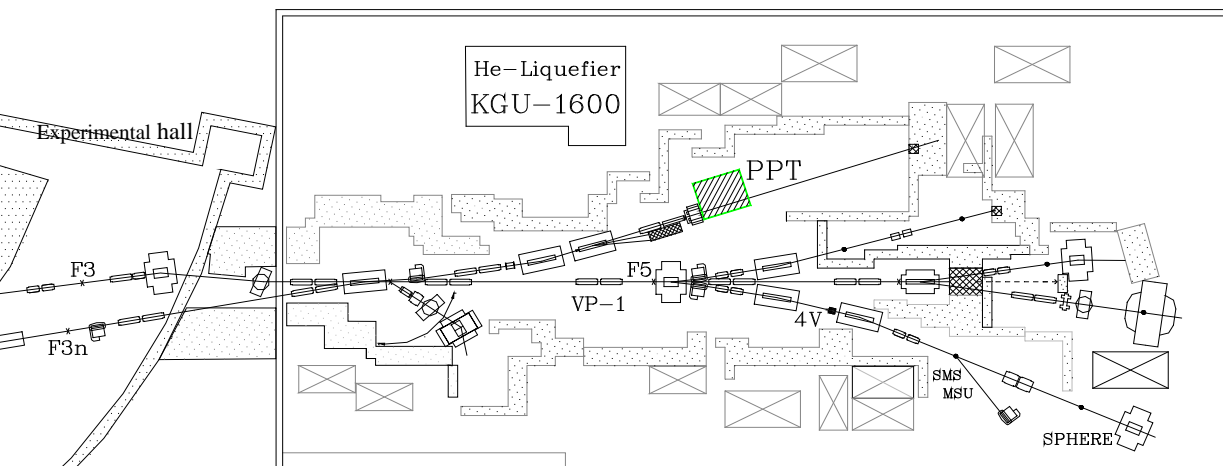 He-Liquefier
KGU-1600
Experimental hall
PPT
F3
F5
VP-1
4V
F3n
SMS
MSU
SPHERE